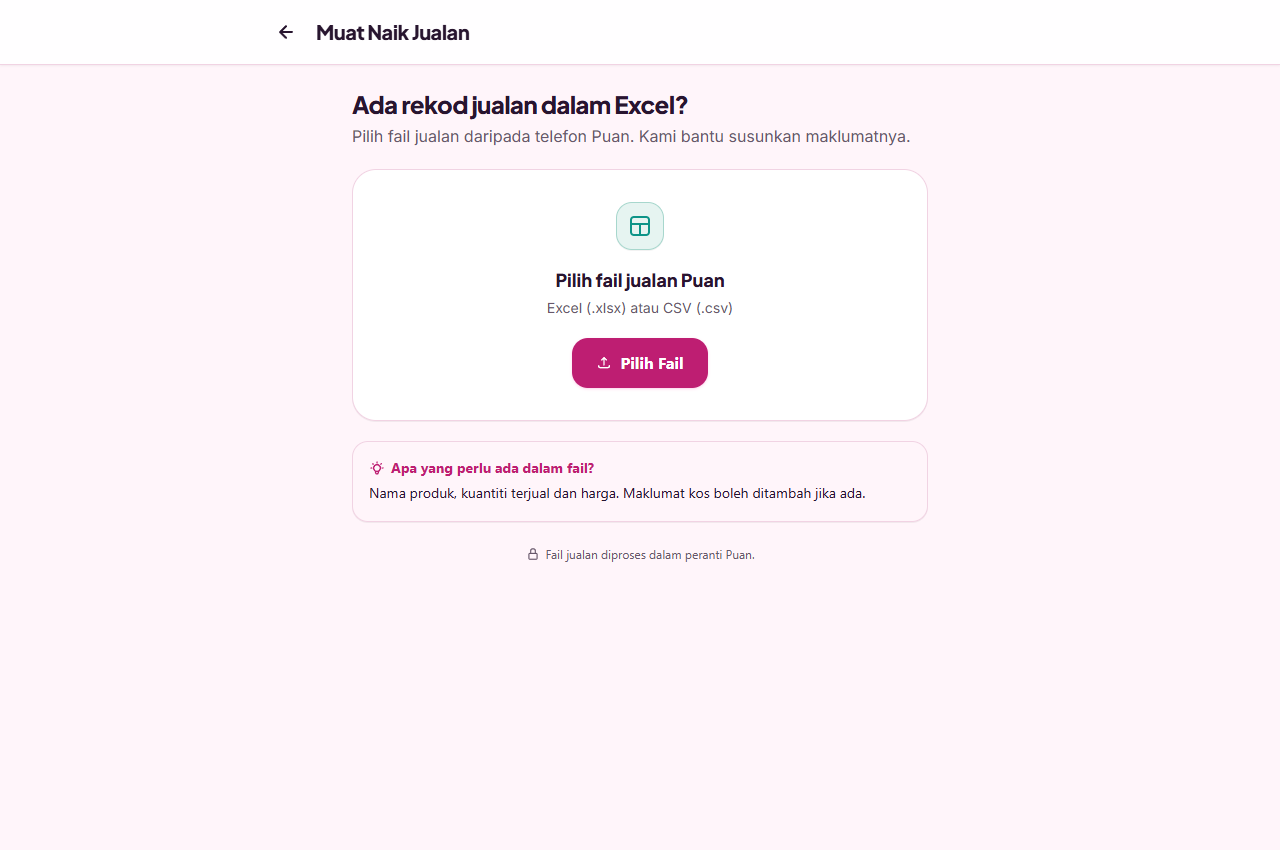 Muat Naik Jualan
Ada rekod jualan dalam Excel?
Pilih fail jualan daripada telefon Puan. Kami bantu susunkan maklumatnya.
Pilih fail jualan Puan
Excel (.xlsx) atau CSV (.csv)
Pilih Fail
Apa yang perlu ada dalam fail?
Nama produk, kuantiti terjual dan harga. Maklumat kos boleh ditambah jika ada.
Fail jualan diproses dalam peranti Puan.